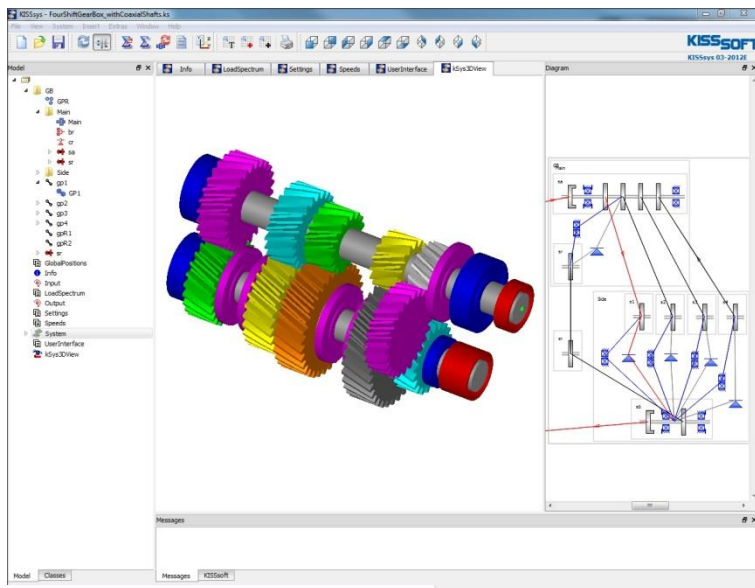 KISSsys - FourShiftGearBox_withCoaxialShafts.ks
File View System Insert Extras Window Help
KISSSOFT
KISSsys 03-2012E
Model
Info LoadSpectrum Settings Speeds UserInterface kSys3DView
Diagram
GB
GPR
Main
Main
br
cr
sa
sr
Side
gp1
GP1
gp2
gp3
gp4
gpR1
gpR2
sr
GlobalPositions
Info
Input
LoadSpectrum
Output
Settings
Speeds
System
UserInterface
kSys3DView
Main
Side
Messages
Model Classes
Messages KISSsoft